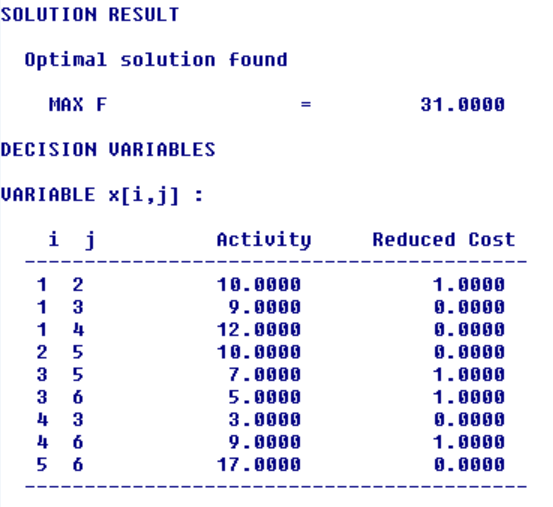 SOLUTION RESULT
Optimal solution found
MAX F = 31.0000
DECISION VARIABLES
VARIABLE x[i,j] :
i j Activity Reduced Cost
------------------------------------------
1 2 10.0000 1.0000
1 3 9.0000 0.0000
1 4 12.0000 0.0000
2 5 10.0000 0.0000
3 5 7.0000 1.0000
3 6 5.0000 1.0000
4 3 3.0000 0.0000
4 6 9.0000 1.0000
5 6 17.0000 0.0000
------------------------------------------